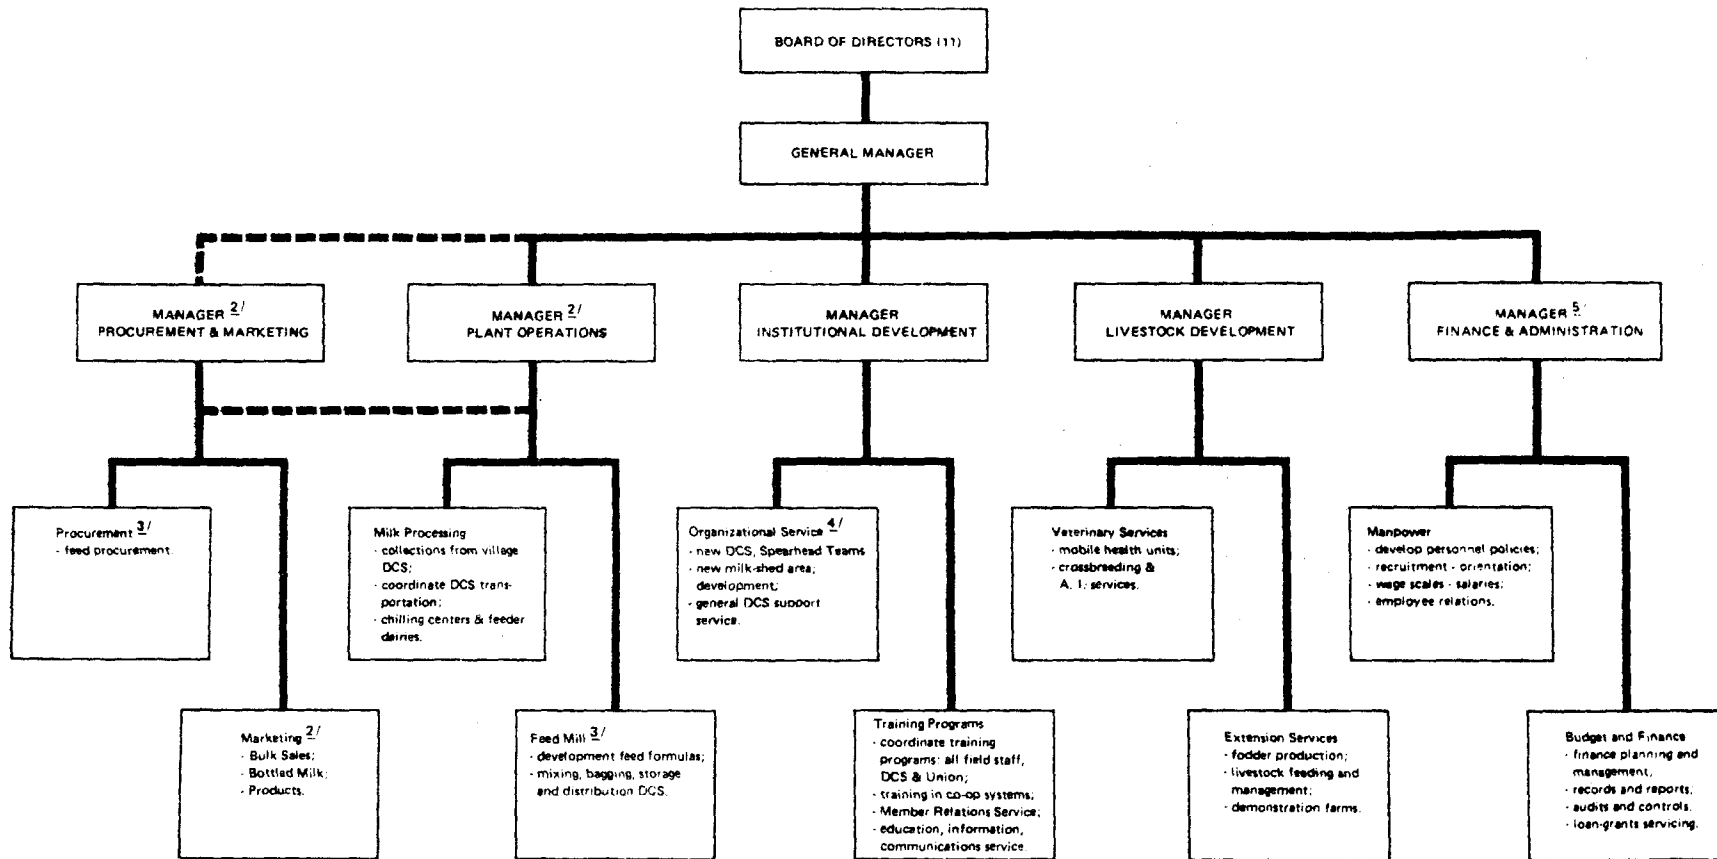 BOARD OF DIRECTORS (11)
GENERAL MANAGER
MANAGER 2/
PROCUREMENT & MARKETING
MANAGER 2/
PLANT OPERATIONS
MANAGER
INSTITUTIONAL DEVELOPMENT
MANAGER
LIVESTOCK DEVELOPMENT
MANAGER 5/
FINANCE & ADMINISTRATION
Procurement 3/
- feed procurement.
Milk Processing
- collections from village
DCS;
- coordinate DCS trans-
portation;
- chilling centers & feeder
dairies.
Organizational Service 4/
- new DCS, Spearhead Teams
- new milk-shed area;
development;
- general DCS support
service.
Veterinary Services
- mobile health units;
- crossbreeding &
A. I. services.
Manpower
- develop personnel policies;
- recruitment - orientation;
- wage scales - salaries;
- employee relations.
Marketing 2/
- Bulk Sales;
- Bottled Milk;
- Products.
Feed Mill 3/
- development feed formulas;
- mixing, bagging, storage
and distribution DCS.
Training Programs
- coordinate training
programs: all field staff,
DCS & Union;
- training in co-op systems;
- Member Relations Service;
- education, information,
communications service.
Extension Services
- fodder production;
- livestock feeding and
management;
- demonstration farms.
Budget and Finance
- finance planning and
management;
- records and reports;
- audits and controls.
- loan-grants servicing.